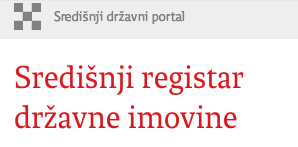 Središnji državni portal
Središnji registar
državne imovine